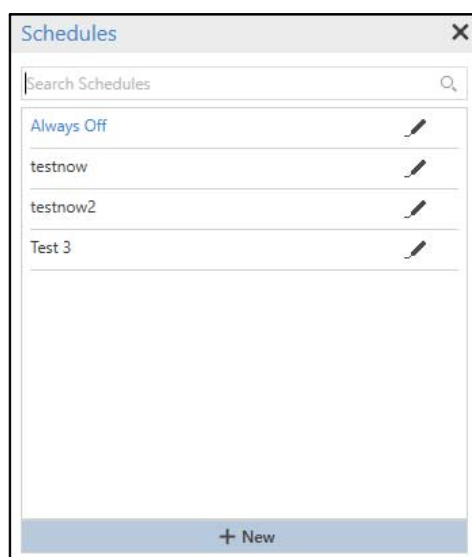 Schedules
Search Schedules
Always Off
testnow
testnow2
Test 3
+ New